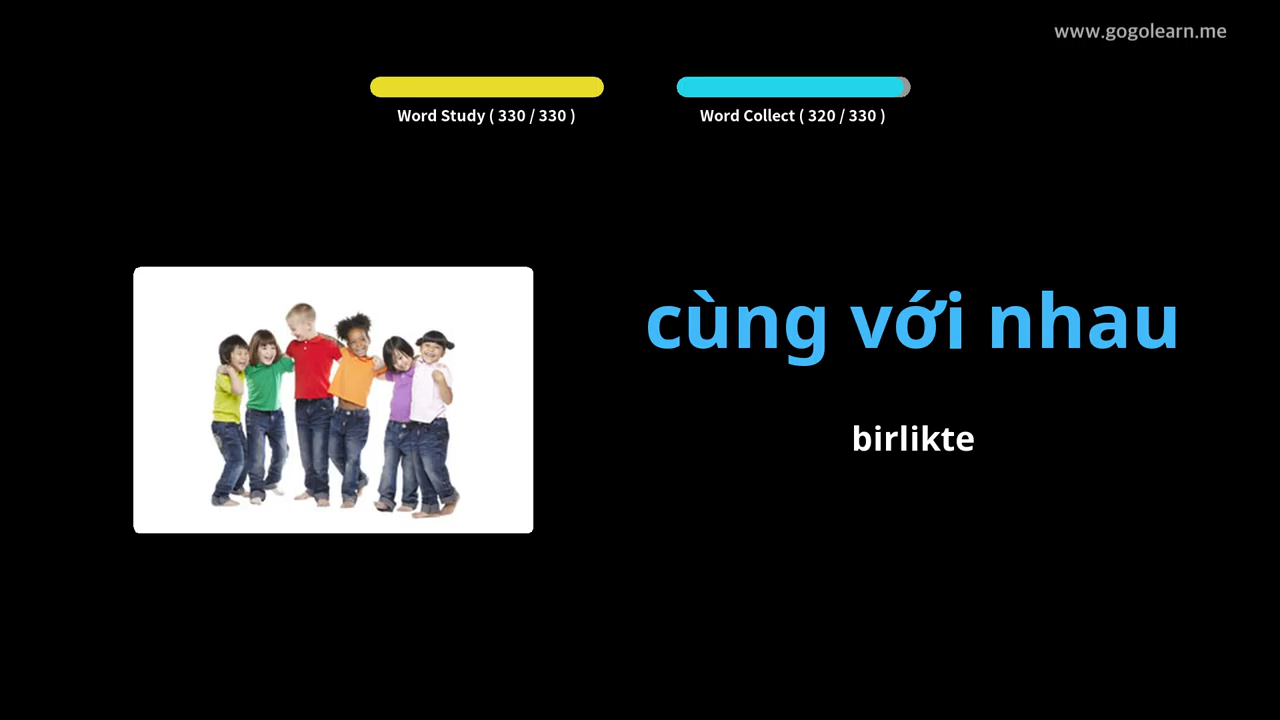 www.gogolearn.me
Word Study ( 330 / 330 )
Word Collect ( 320 / 330 )
cùng với nhau
birlikte